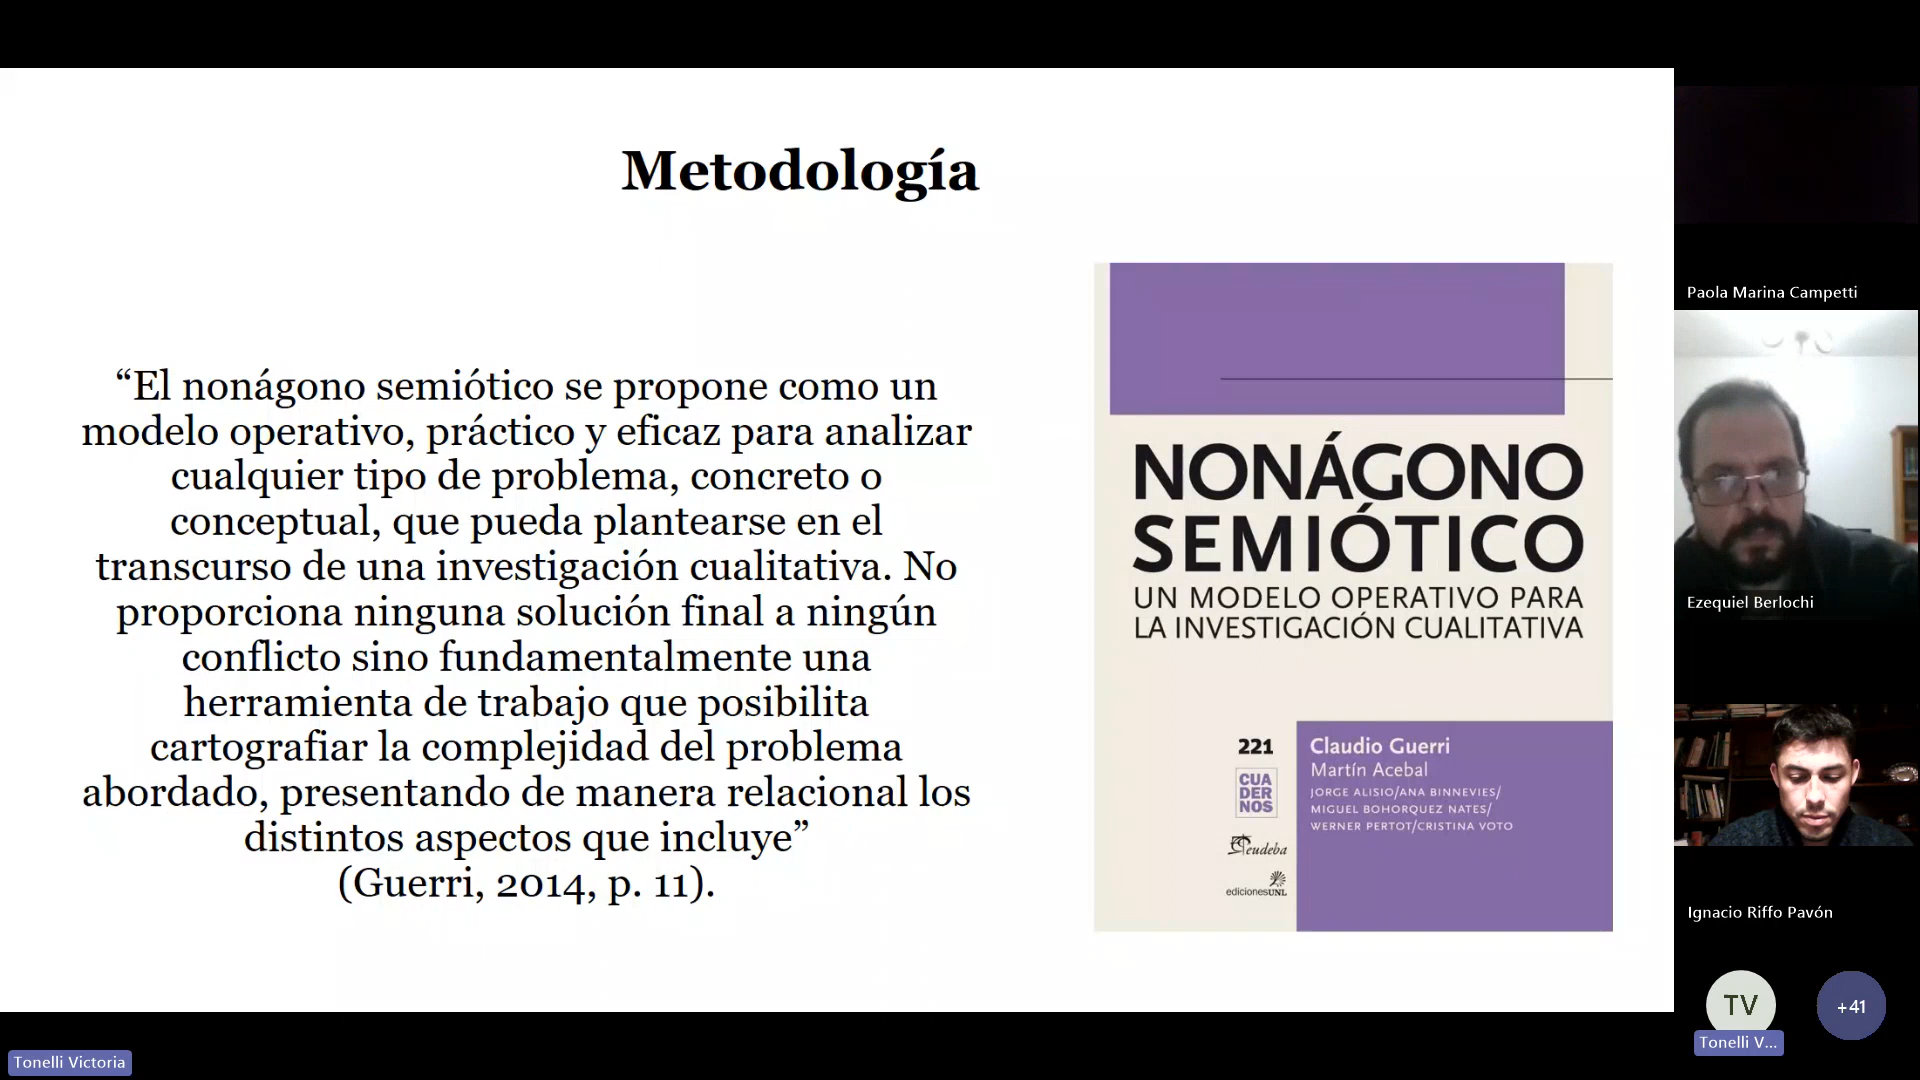 Metodología
“El nonágono semiótico se propone como un
modelo operativo, práctico y eficaz para analizar
cualquier tipo de problema, concreto o
conceptual, que pueda plantearse en el
transcurso de una investigación cualitativa. No
proporciona ninguna solución final a ningún
conflicto sino fundamentalmente una
herramienta de trabajo que posibilita
cartografiar la complejidad del problema
abordado, presentando de manera relacional los
distintos aspectos que incluye”
(Guerri, 2014, p. 11).
NONÁGONO
SEMIÓTICO
UN MODELO OPERATIVO PARA
LA INVESTIGACIÓN CUALITATIVA
221
CUA
DER
NOS
eudeba
edicionesUNL
Claudio Guerri
Martín Acebal
JORGE ALISIO/ANA BINNEVIES/
MIGUEL BOHORQUEZ NATES/
WERNER PERTOT/CRISTINA VOTO
Paola Marina Campetti
Ezequiel Berlochi
Ignacio Riffo Pavón
TV
Tonelli V...
+41
Tonelli Victoria